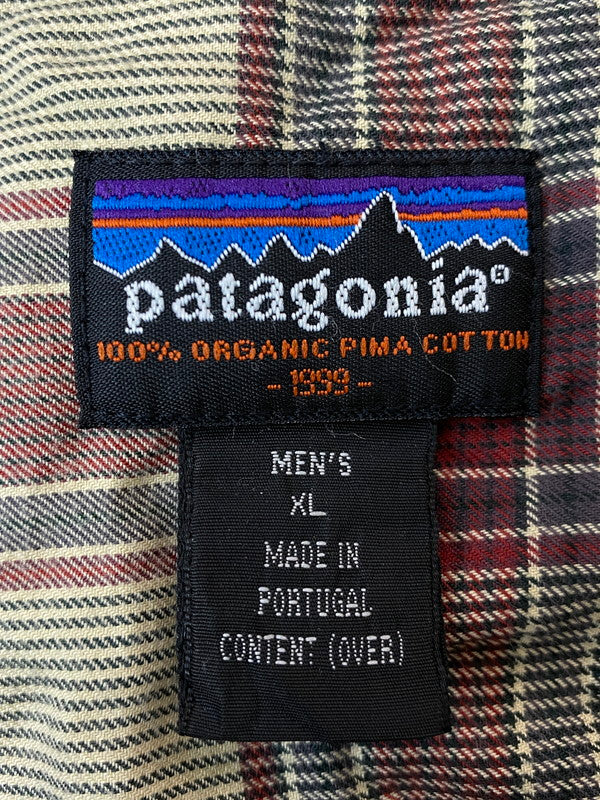 patagonia®
100% ORGANIC PIMA COTTON
- 1999 -
MEN'S
XL
MADE IN
PORTUGAL
CONTENT (OVER)